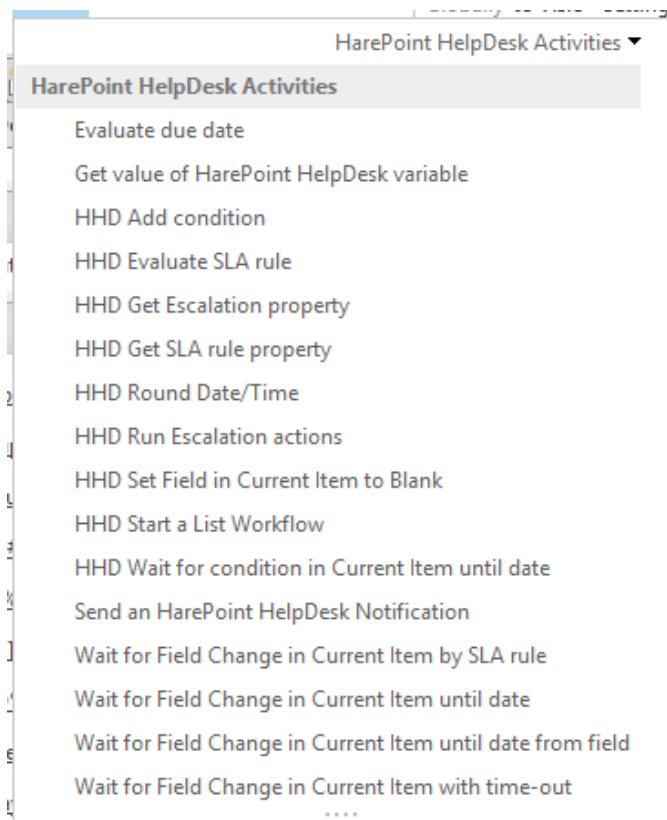 HarePoint HelpDesk Activities
HarePoint HelpDesk Activities
Evaluate due date
Get value of HarePoint HelpDesk variable
HHD Add condition
HHD Evaluate SLA rule
HHD Get Escalation property
HHD Get SLA rule property
HHD Round Date/Time
HHD Run Escalation actions
HHD Set Field in Current Item to Blank
HHD Start a List Workflow
HHD Wait for condition in Current Item until date
Send an HarePoint HelpDesk Notification
Wait for Field Change in Current Item by SLA rule
Wait for Field Change in Current Item until date
Wait for Field Change in Current Item until date from field
Wait for Field Change in Current Item with time-out